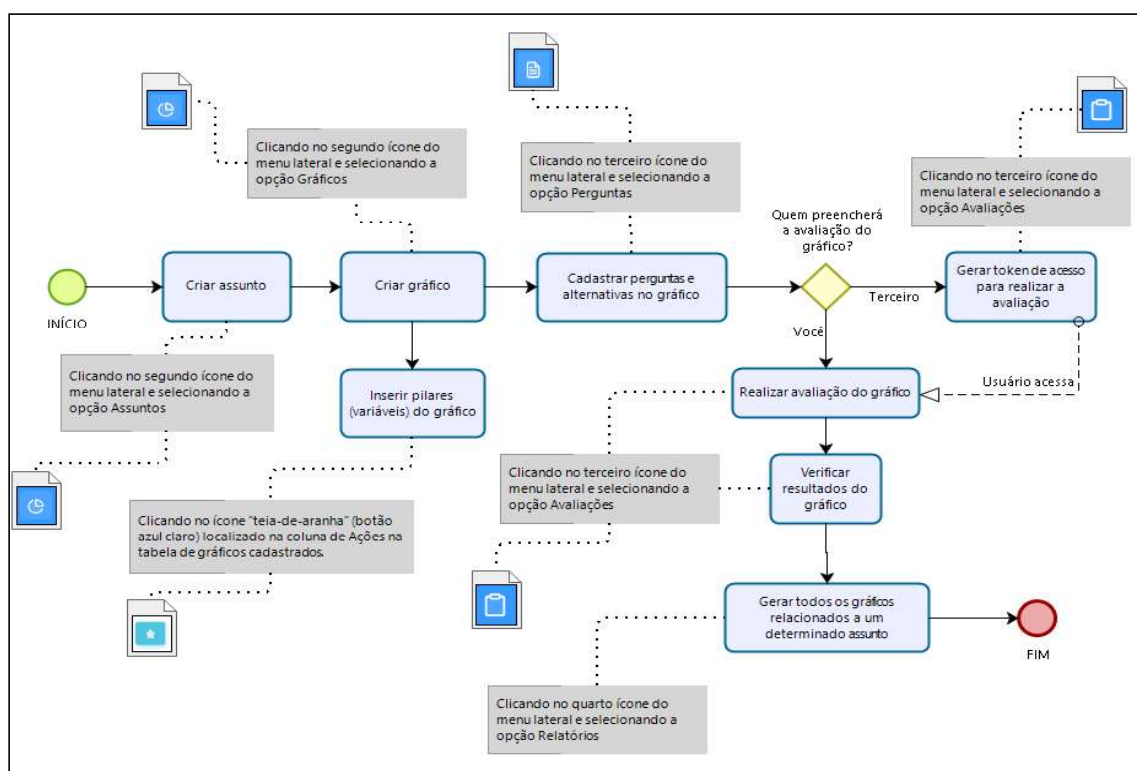 Clicando no segundo ícone do
menu lateral e selecionando a
opção Gráficos
Clicando no terceiro ícone do
menu lateral e selecionando a
opção Perguntas
Clicando no terceiro ícone do
menu lateral e selecionando a
opção Avaliações
Quem preencherá
a avaliação do
gráfico?
INÍCIO
Criar assunto
Criar gráfico
Cadastrar perguntas e
alternativas no gráfico
Terceiro
Gerar token de acesso
para realizar a
avaliação
Você
Clicando no segundo ícone do
menu lateral e selecionando a
opção Assuntos
Inserir pilares
(variáveis) do gráfico
Realizar avaliação do gráfico
Usuário acessa
Clicando no terceiro ícone do
menu lateral e selecionando a
opção Avaliações
Verificar
resultados do
gráfico
Clicando no ícone "teia-de-aranha" (botão
azul claro) localizado na coluna de Ações na
tabela de gráficos cadastrados.
Gerar todos os gráficos
relacionados a um
determinado assunto
FIM
Clicando no quarto ícone do
menu lateral e selecionando a
opção Relatórios